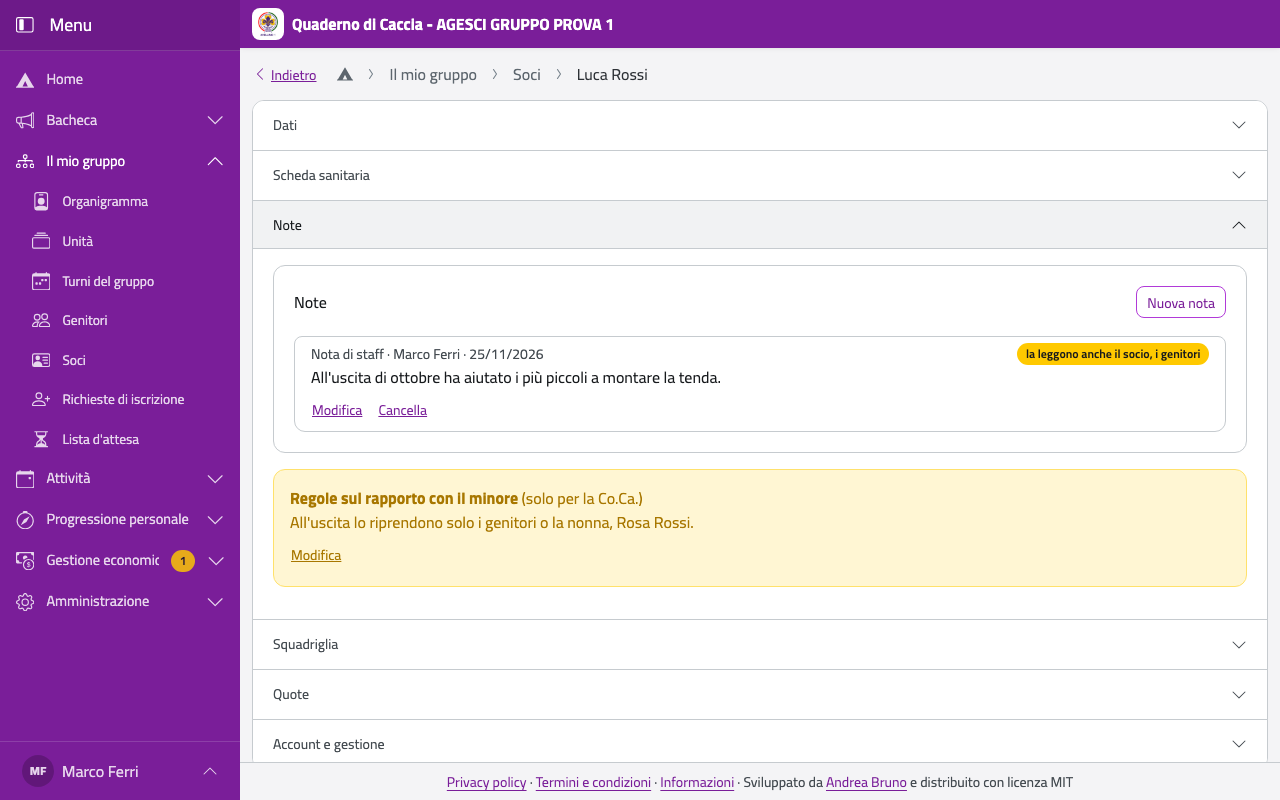 Menu
Quaderno di Caccia - AGESCI GRUPPO PROVA 1
Home
Bacheca
Il mio gruppo
Organigramma
Unità
Turni del gruppo
Genitori
Soci
Richieste di iscrizione
Lista d'attesa
Attività
Progressione personale
Gestione economic 1
Amministrazione
MF Marco Ferri
Indietro Il mio gruppo Soci Luca Rossi
Dati
Scheda sanitaria
Note
Note
Nuova nota
Nota di staff · Marco Ferri · 25/11/2026
la leggono anche il socio, i genitori
All'uscita di ottobre ha aiutato i più piccoli a montare la tenda.
Modifica Cancella
Regole sul rapporto con il minore (solo per la Co.Ca.)
All'uscita lo riprendono solo i genitori o la nonna, Rosa Rossi.
Modifica
Squadriglia
Quote
Account e gestione
Privacy policy · Termini e condizioni · Informazioni · Sviluppato da Andrea Bruno e distribuito con licenza MIT